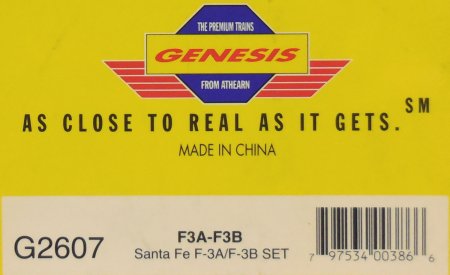 THE PREMIUM TRAINS
GENESIS
FROM ATHEARN
AS CLOSE TO REAL AS IT GETS. SM
MADE IN CHINA
G2607
F3A-F3B
Santa Fe F-3A/F-3B SET
7 97534 00386 6